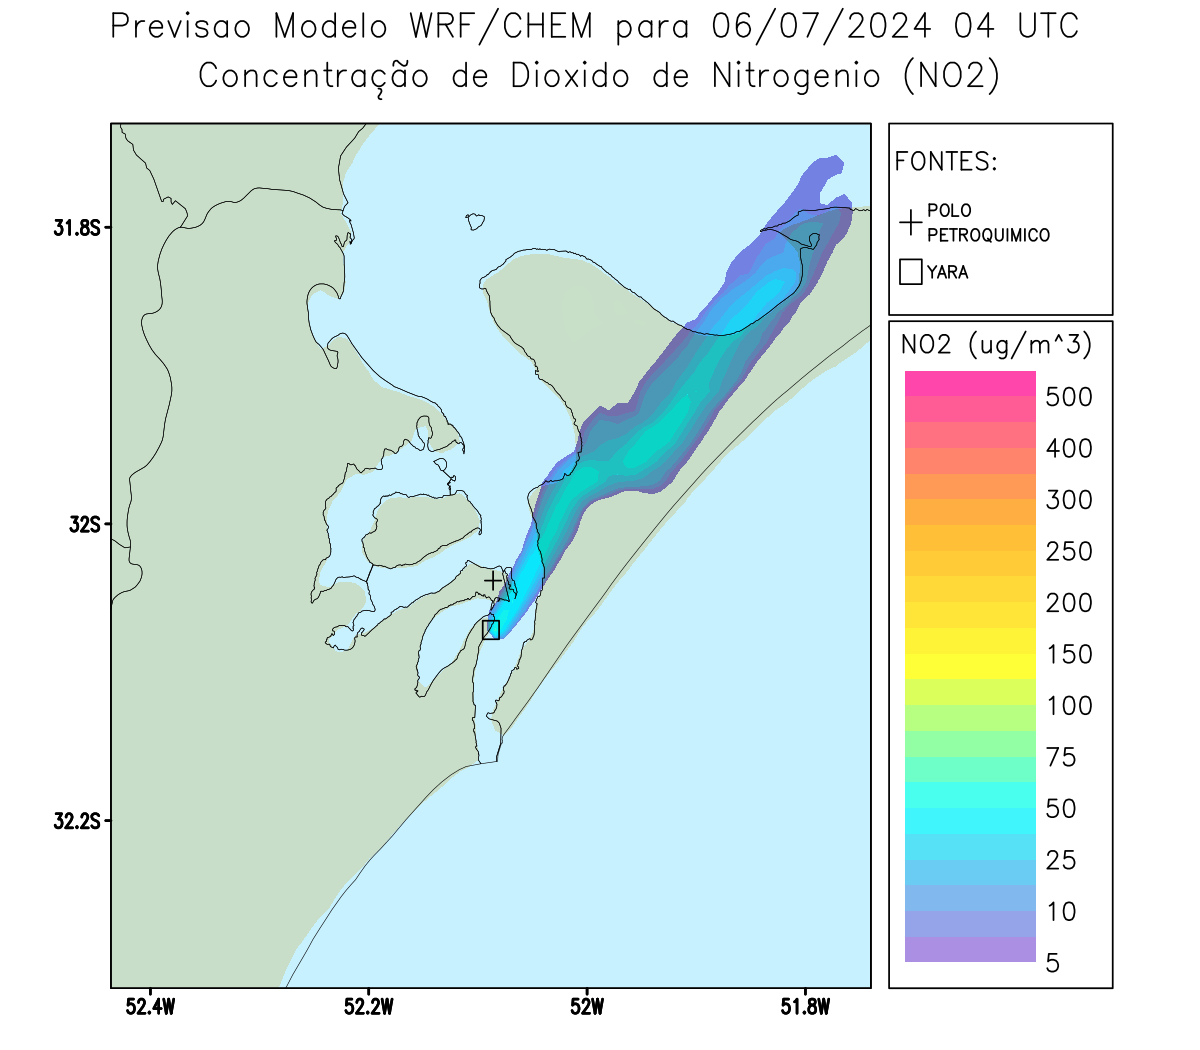 Previsao Modelo WRF/CHEM para 06/07/2024 04 UTC
Concentração de Dioxido de Nitrogenio (NO2)
FONTES:
POLO
PETROQUIMICO
YARA
NO2 (ug/m^3)
500
400
300
250
200
150
100
75
50
25
10
5
31.8S
32S
32.2S
52.4W
52.2W
52W
51.8W